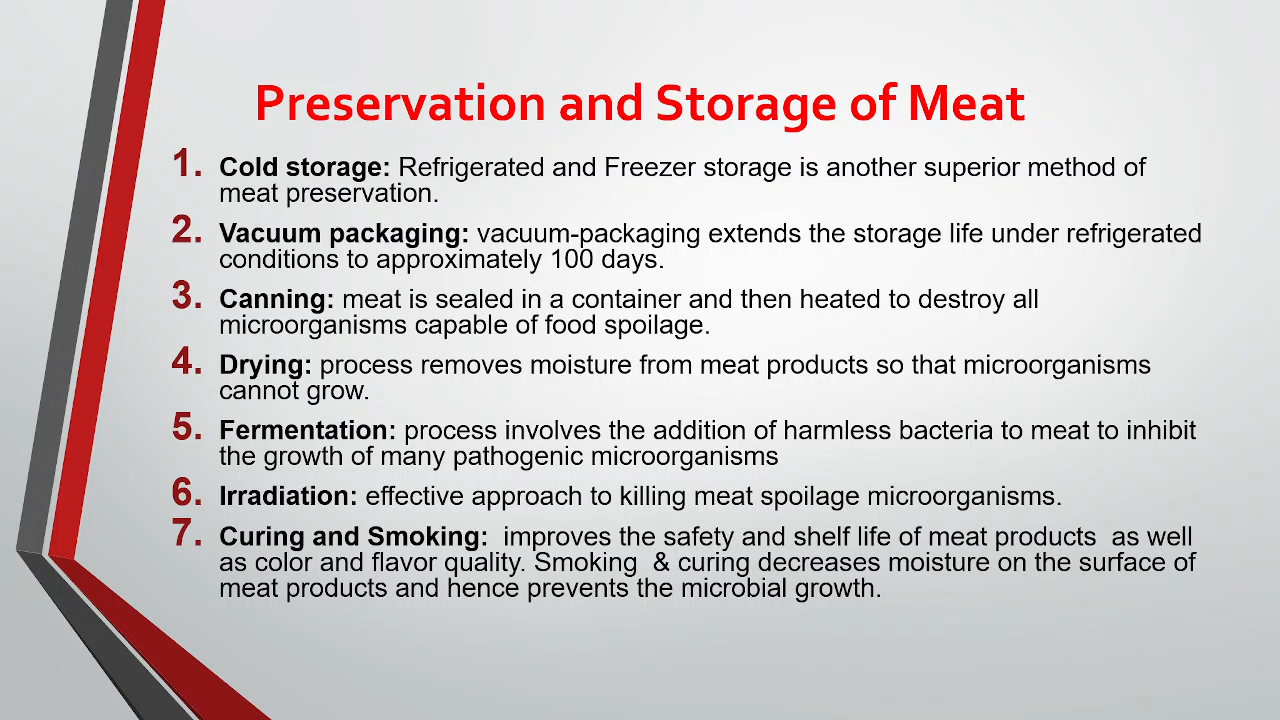 Preservation and Storage of Meat
1. Cold storage: Refrigerated and Freezer storage is another superior method of
meat preservation.
2. Vacuum packaging: vacuum-packaging extends the storage life under refrigerated
conditions to approximately 100 days.
3. Canning: meat is sealed in a container and then heated to destroy all
microorganisms capable of food spoilage.
4. Drying: process removes moisture from meat products so that microorganisms
cannot grow.
5. Fermentation: process involves the addition of harmless bacteria to meat to inhibit
the growth of many pathogenic microorganisms
6. Irradiation: effective approach to killing meat spoilage microorganisms.
7. Curing and Smoking:  improves the safety and shelf life of meat products  as well
as color and flavor quality. Smoking  & curing decreases moisture on the surface of
meat products and hence prevents the microbial growth.